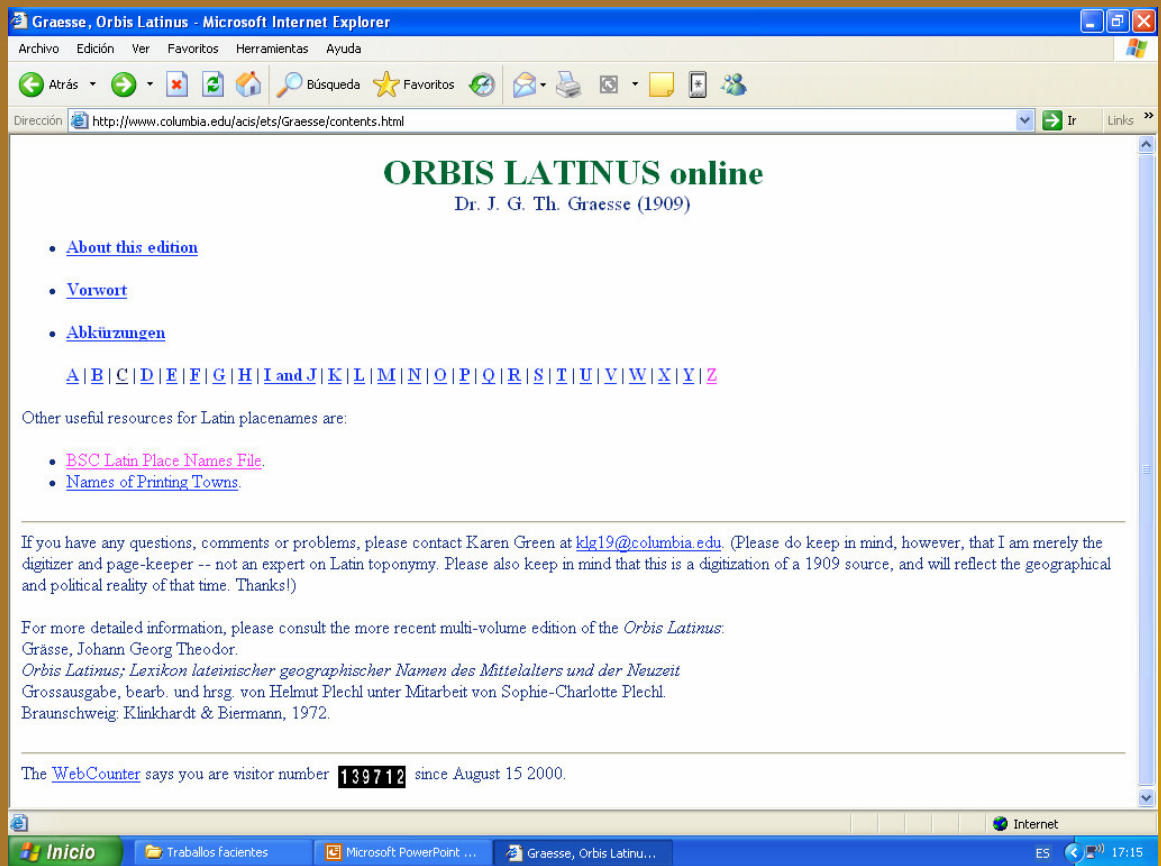 Graesse, Orbis Latinus - Microsoft Internet Explorer
Archivo Edición Ver Favoritos Herramientas Ayuda
Atrás Búsqueda Favoritos
Dirección http://www.columbia.edu/acis/ets/Graesse/contents.html Ir Links »
ORBIS LATINUS online
Dr. J. G. Th. Graesse (1909)
• About this edition
• Vorwort
• Abkürzungen
A | B | C | D | E | F | G | H | I and J | K | L | M | N | O | P | Q | R | S | T | U | V | W | X | Y | Z
Other useful resources for Latin placenames are:
• BSC Latin Place Names File.
• Names of Printing Towns.
If you have any questions, comments or problems, please contact Karen Green at klg19@columbia.edu. (Please do keep in mind, however, that I am merely the
digitizer and page-keeper -- not an expert on Latin toponymy. Please also keep in mind that this is a digitization of a 1909 source, and will reflect the geographical
and political reality of that time. Thanks!)
For more detailed information, please consult the more recent multi-volume edition of the Orbis Latinus:
Grässe, Johann Georg Theodor.
Orbis Latinus; Lexikon lateinischer geographischer Namen des Mittelalters und der Neuzeit
Grossausgabe, bearb. und hrsg. von Helmut Plechl unter Mitarbeit von Sophie-Charlotte Plechl.
Braunschweig: Klinkhardt & Biermann, 1972.
The WebCounter says you are visitor number 139712 since August 15 2000.
Internet
Inicio Traballos facientes Microsoft PowerPoint ... Graesse, Orbis Latinu... ES 17:15